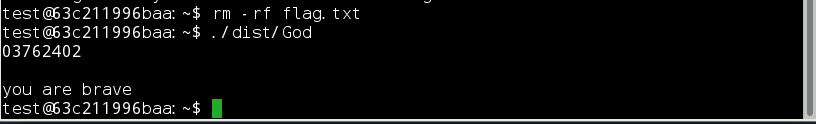 test@63c211996baa:~$ rm -rf flag.txt
test@63c211996baa:~$ ./dist/God
03762402
you are brave
test@63c211996baa:~$